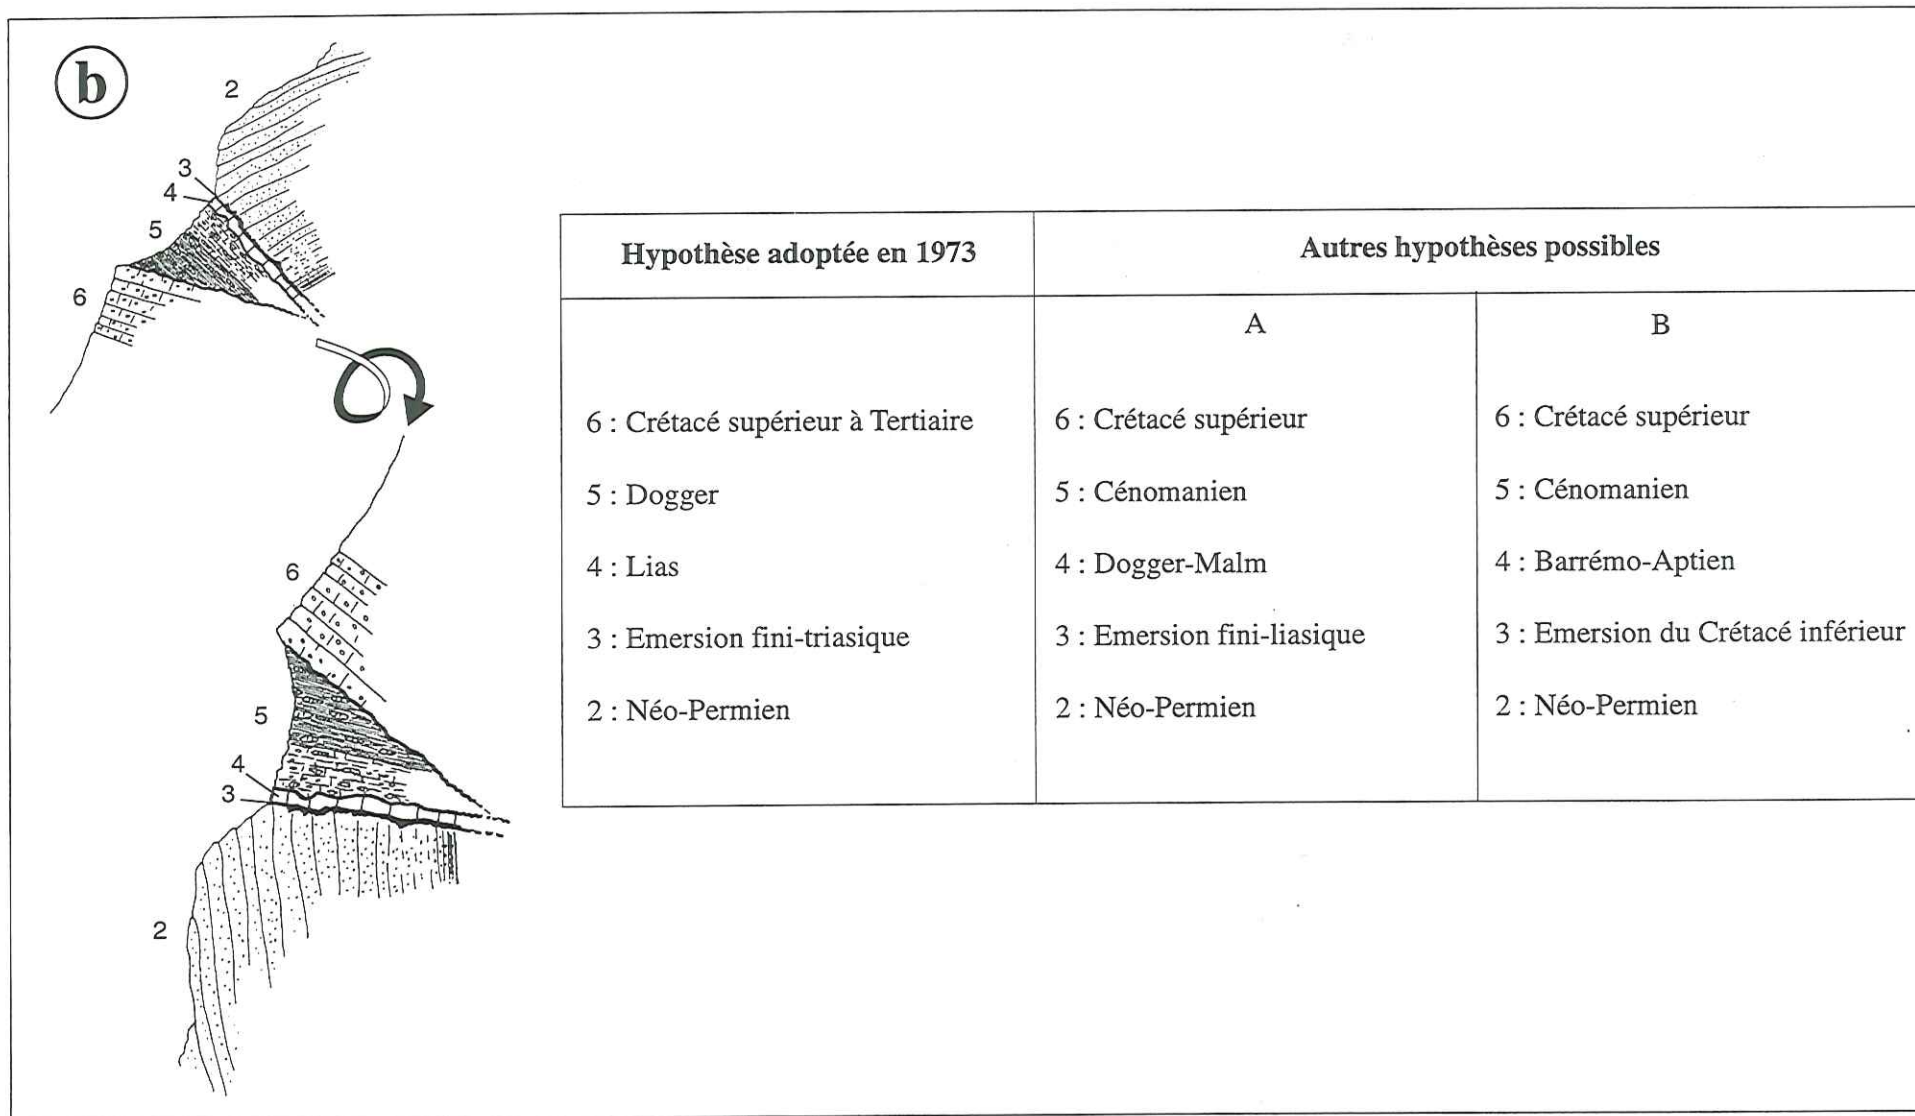 b
2
3
4
5
6
6
5
4
3
2
Hypothèse adoptée en 1973
Autres hypothèses possibles
A
B
6 : Crétacé supérieur à Tertiaire
6 : Crétacé supérieur
6 : Crétacé supérieur
5 : Dogger
5 : Cénomanien
5 : Cénomanien
4 : Lias
4 : Dogger-Malm
4 : Barrémo-Aptien
3 : Emersion fini-triasique
3 : Emersion fini-liasique
3 : Emersion du Crétacé inférieur
2 : Néo-Permien
2 : Néo-Permien
2 : Néo-Permien